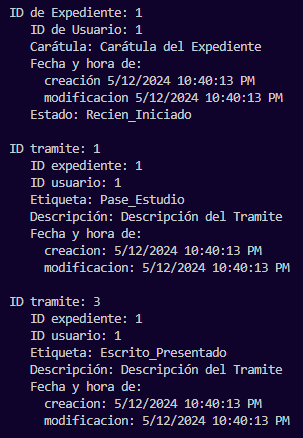 ID de Expediente: 1
ID de Usuario: 1
Carátula: Carátula del Expediente
Fecha y hora de:
creación 5/12/2024 10:40:13 PM
modificacion 5/12/2024 10:40:13 PM
Estado: Recien_Iniciado
ID tramite: 1
ID expediente: 1
ID usuario: 1
Etiqueta: Pase_Estudio
Descripción: Descripción del Tramite
Fecha y hora de:
creacion: 5/12/2024 10:40:13 PM
modificacion: 5/12/2024 10:40:13 PM
ID tramite: 3
ID expediente: 1
ID usuario: 1
Etiqueta: Escrito_Presentado
Descripción: Descripción del Tramite
Fecha y hora de:
creacion: 5/12/2024 10:40:13 PM
modificacion: 5/12/2024 10:40:13 PM